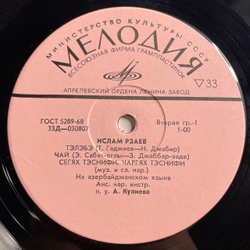 МИНИСТЕРСТВО КУЛЬТУРЫ СССР
МЕЛОДИЯ
ВСЕСОЮЗНАЯ ФИРМА ГРАМПЛАСТИНОК
▽33
АПРЕЛЕВСКИЙ ОРДЕНА ЛЕНИНА ЗАВОД
ГОСТ 5289-68
33Д—030807
Вторая гр.-1
1-00
ИСЛАМ РЗАЕВ
ТЭЛЭБЭ (Т. Гаджиев—Н. Джабир)
ЧАЙ (Э. Сабит-оглы—З. Джаббар-заде)
СЕГЯХ ТЭСНИФИ, ЧАРГЯХ ТЭСНИФИ
(муз. и сл. нар.)
На азербайджанском языке
Анс. нар. инстр.
п. у А. Кулиева